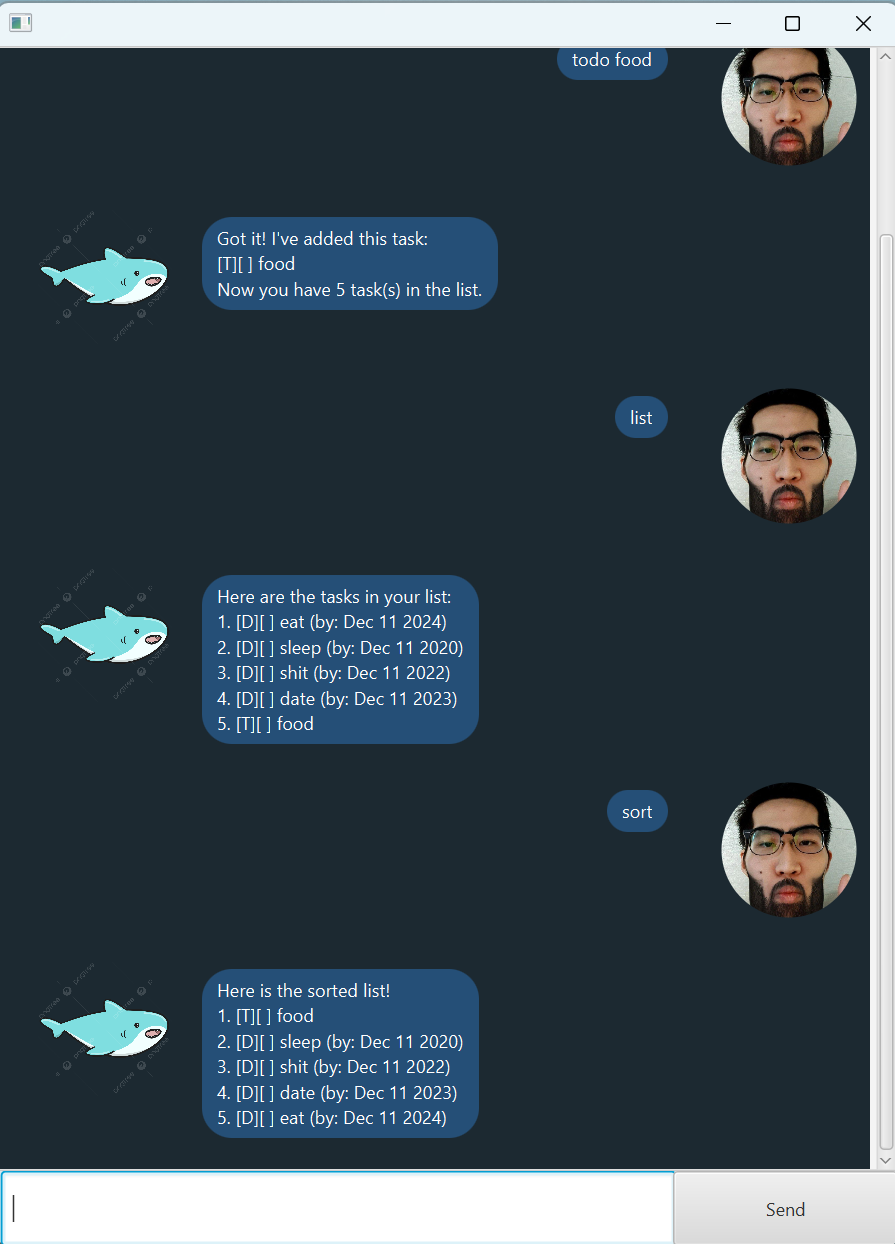 todo food
Got it! I've added this task:
[T][ ] food
Now you have 5 task(s) in the list.
list
Here are the tasks in your list:
1. [D][ ] eat (by: Dec 11 2024)
2. [D][ ] sleep (by: Dec 11 2020)
3. [D][ ] shit (by: Dec 11 2022)
4. [D][ ] date (by: Dec 11 2023)
5. [T][ ] food
sort
Here is the sorted list!
1. [T][ ] food
2. [D][ ] sleep (by: Dec 11 2020)
3. [D][ ] shit (by: Dec 11 2022)
4. [D][ ] date (by: Dec 11 2023)
5. [D][ ] eat (by: Dec 11 2024)
Send